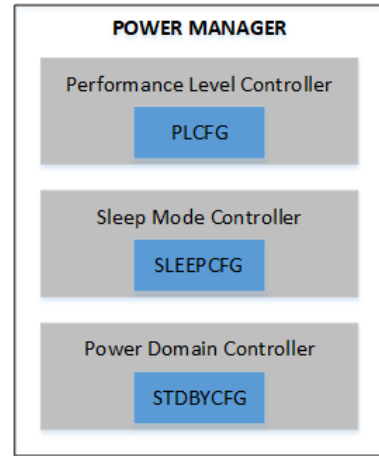 POWER MANAGER
Performance Level Controller
PLCFG
Sleep Mode Controller
SLEEPCFG
Power Domain Controller
STDBYCFG